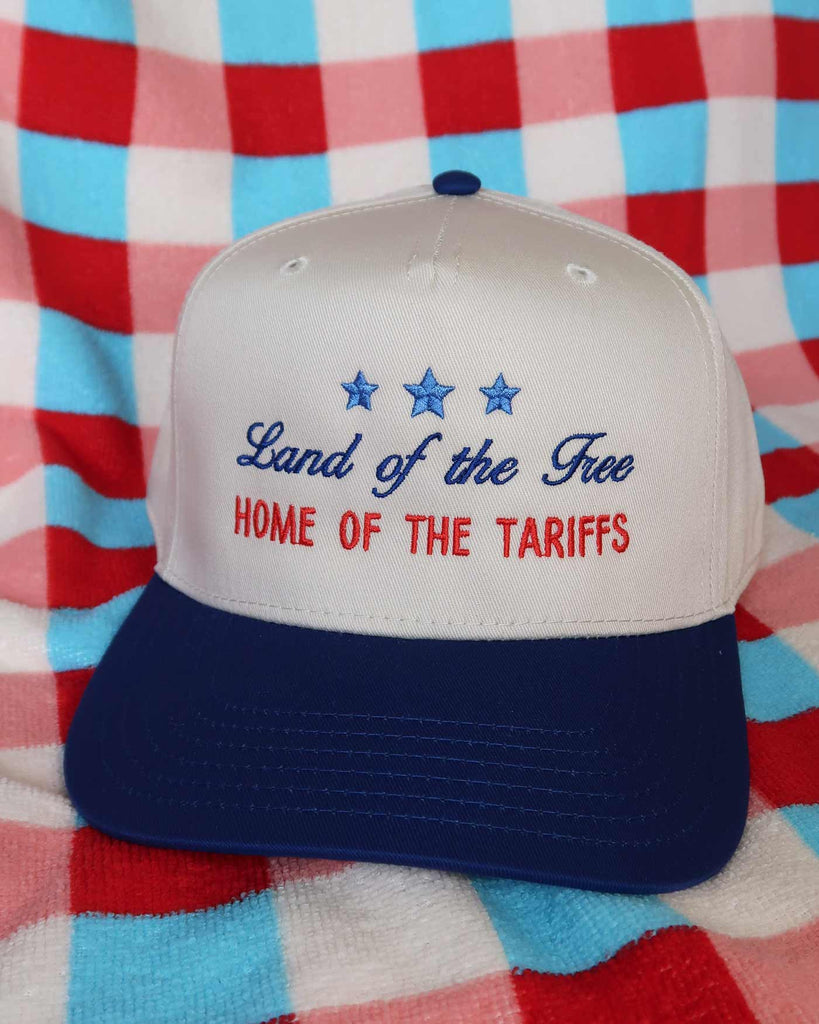 Land of the Free
HOME OF THE TARIFFS